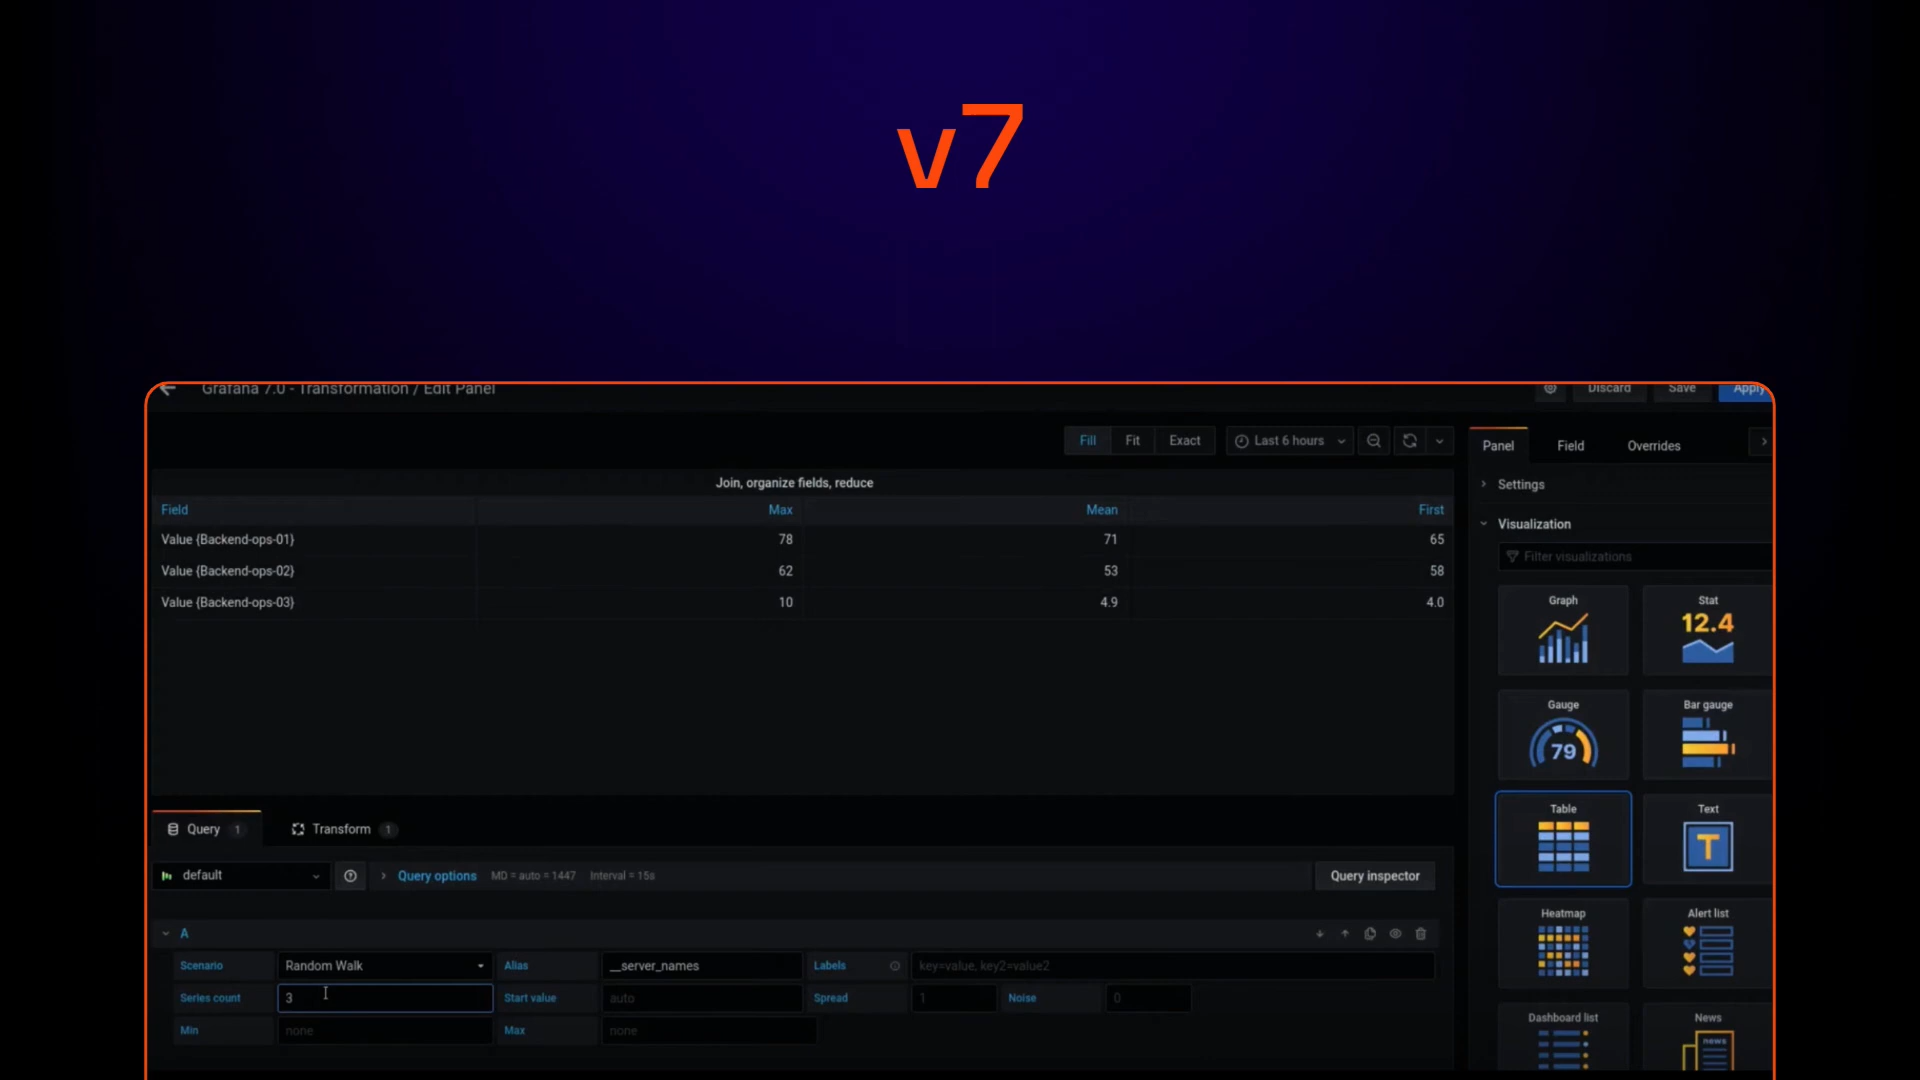 v7
Grafana 7.0 - Transformation / Edit Panel
Discard Save Apply
Fill Fit Exact Last 6 hours
Panel Field Overrides
Join, organize fields, reduce
Settings
Field Max Mean First
Visualization
Value {Backend-ops-01} 78 71 65
Filter visualizations
Value {Backend-ops-02} 62 53 58
Value {Backend-ops-03} 10 4.9 4.0
Graph Stat
12.4
Gauge Bar gauge
79
Table Text
T
Query 1 Transform 1
default Query options MD = auto = 1447 Interval = 15s Query inspector
Heatmap Alert list
A
Scenario Random Walk Alias __server_names Labels key=value, key2=value2
Series count 3 Start value auto Spread 1 Noise 0
Dashboard list News
Min none Max none
news